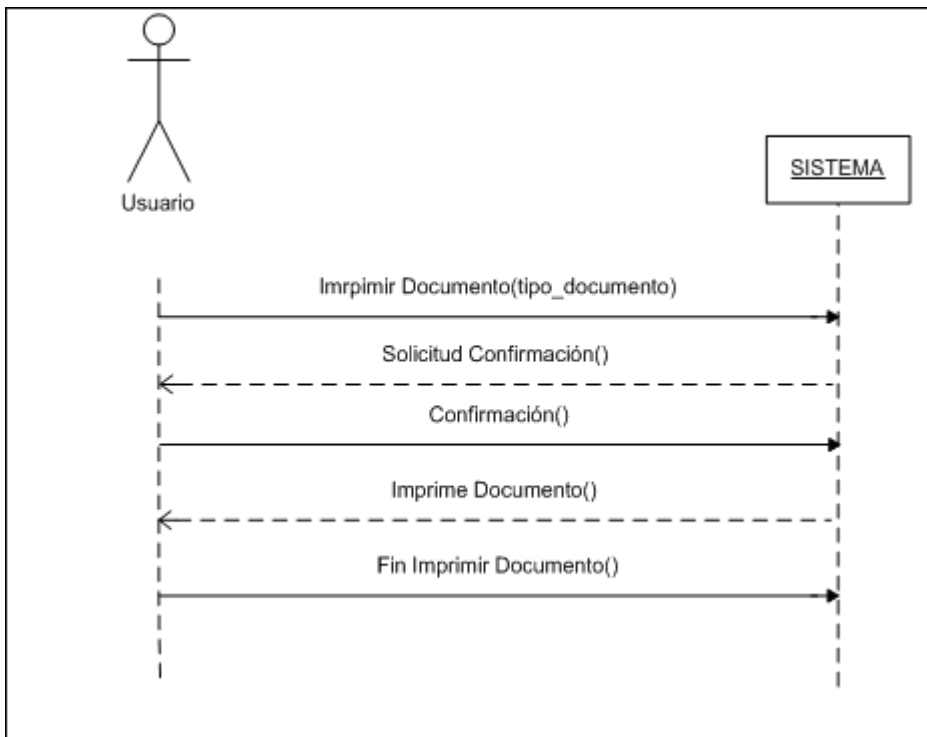 Usuario
SISTEMA
Imrpimir Documento(tipo_documento)
Solicitud Confirmación()
Confirmación()
Imprime Documento()
Fin Imprimir Documento()